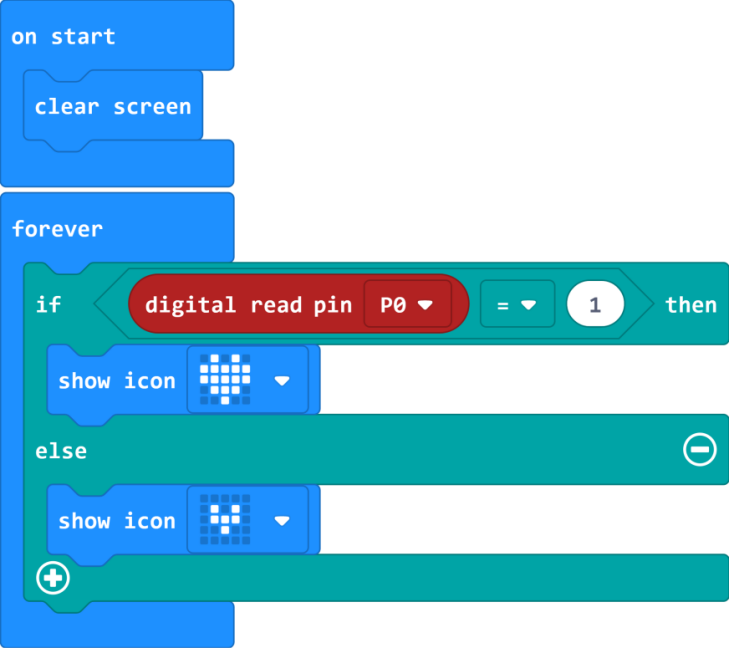 on start
clear screen
forever
if digital read pin P0 = 1 then
show icon
else
show icon